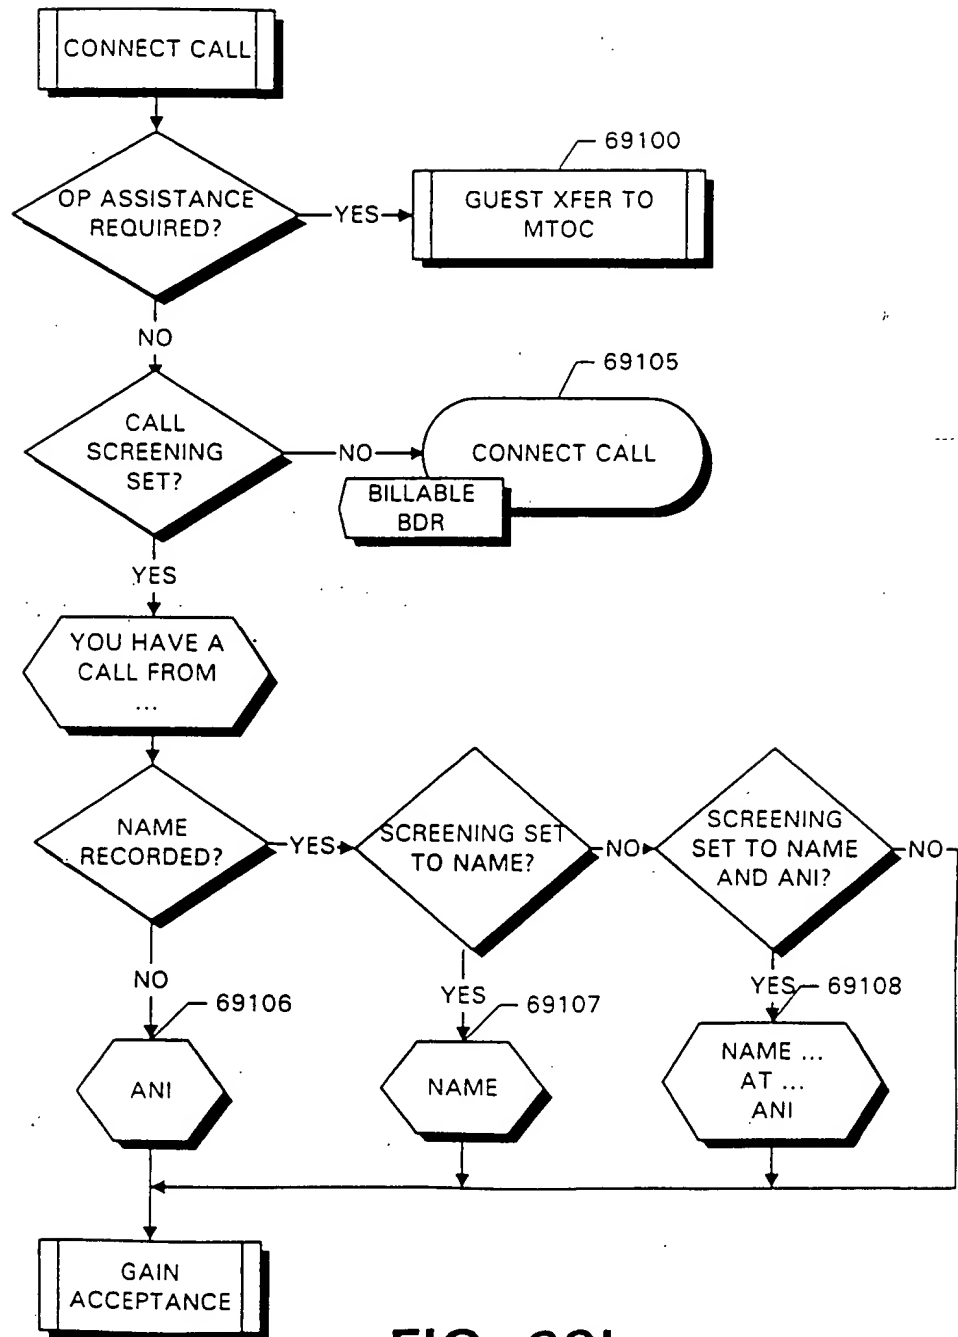 CONNECT CALL
OP ASSISTANCE
REQUIRED?
YES
69100
GUEST XFER TO
MTOC
NO
CALL
SCREENING
SET?
NO
69105
CONNECT CALL
BILLABLE
BDR
YES
YOU HAVE A
CALL FROM
...
NAME
RECORDED?
YES
SCREENING SET
TO NAME?
NO
SCREENING
SET TO NAME
AND ANI?
NO
NO
69106
ANI
YES
69107
NAME
YES
69108
NAME ...
AT ...
ANI
GAIN
ACCEPTANCE